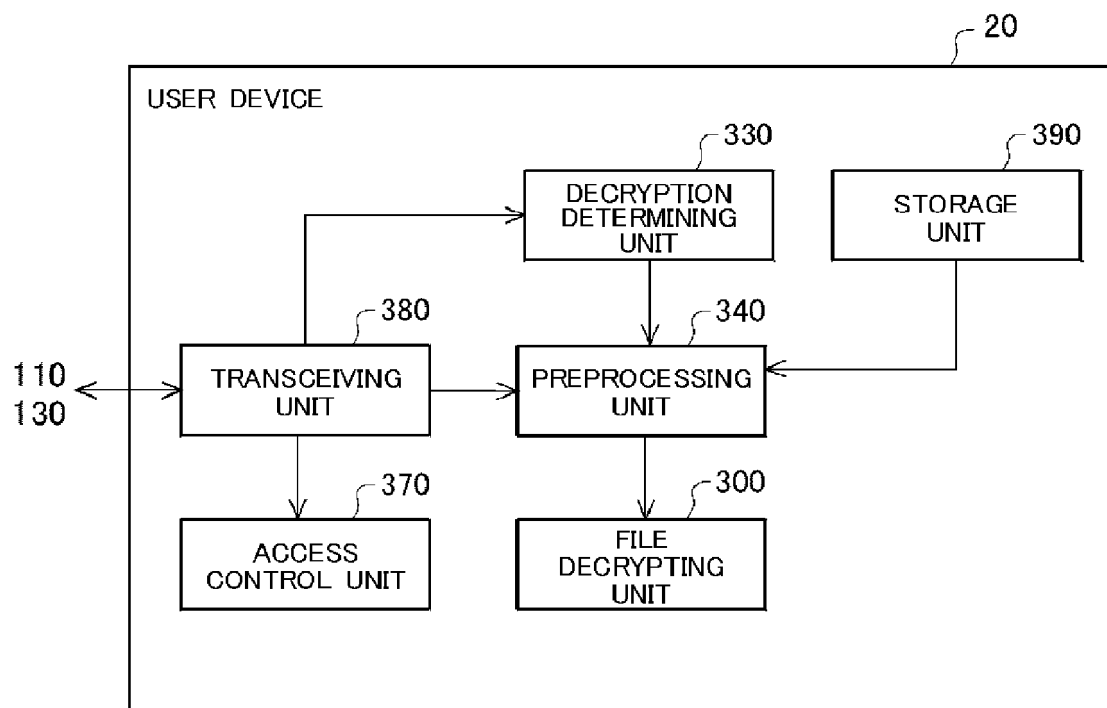 20
USER DEVICE
330
390
DECRYPTION
DETERMINING
UNIT
STORAGE
UNIT
380
340
110
130
TRANSCEIVING
UNIT
PREPROCESSING
UNIT
370
300
ACCESS
CONTROL UNIT
FILE
DECRYPTING
UNIT